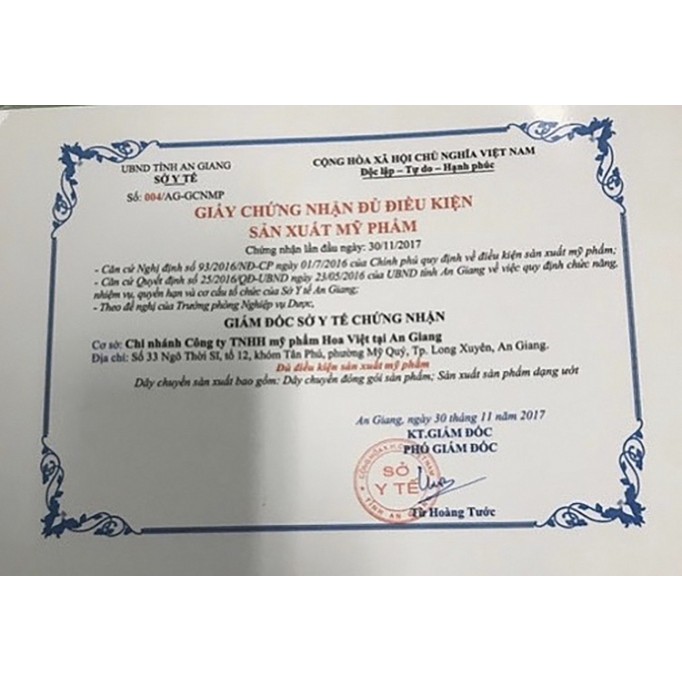 UBND TỈNH AN GIANG
SỞ Y TẾ
Số: 004/AG-GCNMP
CỘNG HÒA XÃ HỘI CHỦ NGHĨA VIỆT NAM
Độc lập – Tự do – Hạnh phúc
GIẤY CHỨNG NHẬN ĐỦ ĐIỀU KIỆN
SẢN XUẤT MỸ PHẨM
Chứng nhận lần đầu ngày: 30/11/2017
- Căn cứ Nghị định số 93/2016/NĐ-CP ngày 01/7/2016 của Chính phủ quy định về điều kiện sản xuất mỹ phẩm;
- Căn cứ Quyết định số 25/2016/QĐ-UBND ngày 23/05/2016 của UBND tỉnh An Giang về việc quy định chức năng,
nhiệm vụ, quyền hạn và cơ cấu tổ chức của Sở Y tế An Giang;
- Theo đề nghị của Trưởng phòng Nghiệp vụ Dược,
GIÁM ĐỐC SỞ Y TẾ CHỨNG NHẬN
Cơ sở: Chi nhánh Công ty TNHH mỹ phẩm Hoa Việt tại An Giang
Địa chỉ: Số 33 Ngô Thời Sĩ, tổ 12, khóm Tân Phú, phường Mỹ Quý, Tp. Long Xuyên, An Giang.
Đủ điều kiện sản xuất mỹ phẩm
Dây chuyền sản xuất bao gồm: Dây chuyền đóng gói sản phẩm; Sản xuất sản phẩm dạng ướt
An Giang, ngày 30 tháng 11 năm 2017
KT.GIÁM ĐỐC
PHÓ GIÁM ĐỐC
SỞ
Y TẾ
Từ Hoàng Tước